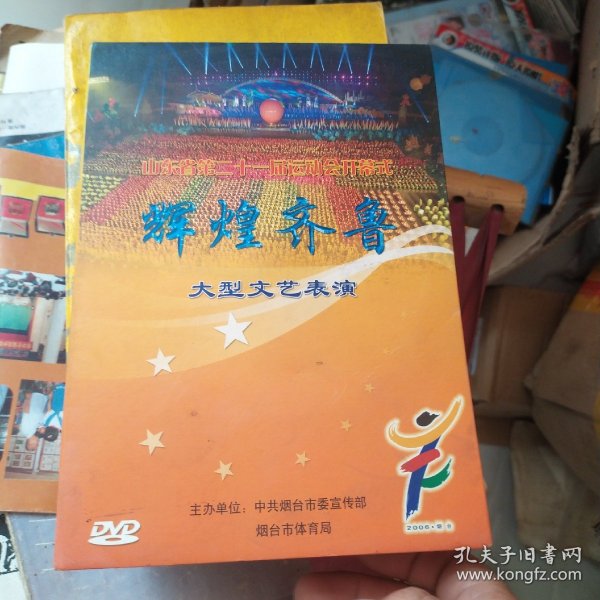 山东省第二十一届运动会开幕式
辉煌齐鲁
大型文艺表演
2006·烟台
主办单位：中共烟台市委宣传部
烟台市体育局
DVD
孔夫子旧书网
www.kongfz.com